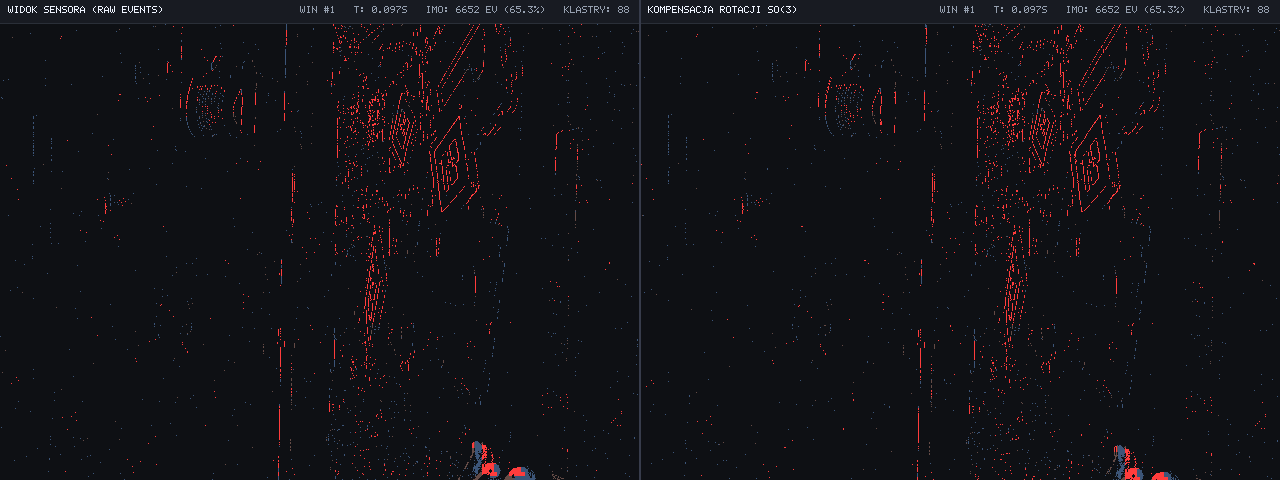 WIDOK SENSORA (RAW EVENTS) WIN #1 T: 0.097S IMO: 6652 EV (65.3%) KLASTRY: 88
KOMPENSACJA ROTACJI SO(3) WIN #1 T: 0.097S IMO: 6652 EV (65.3%) KLASTRY: 88